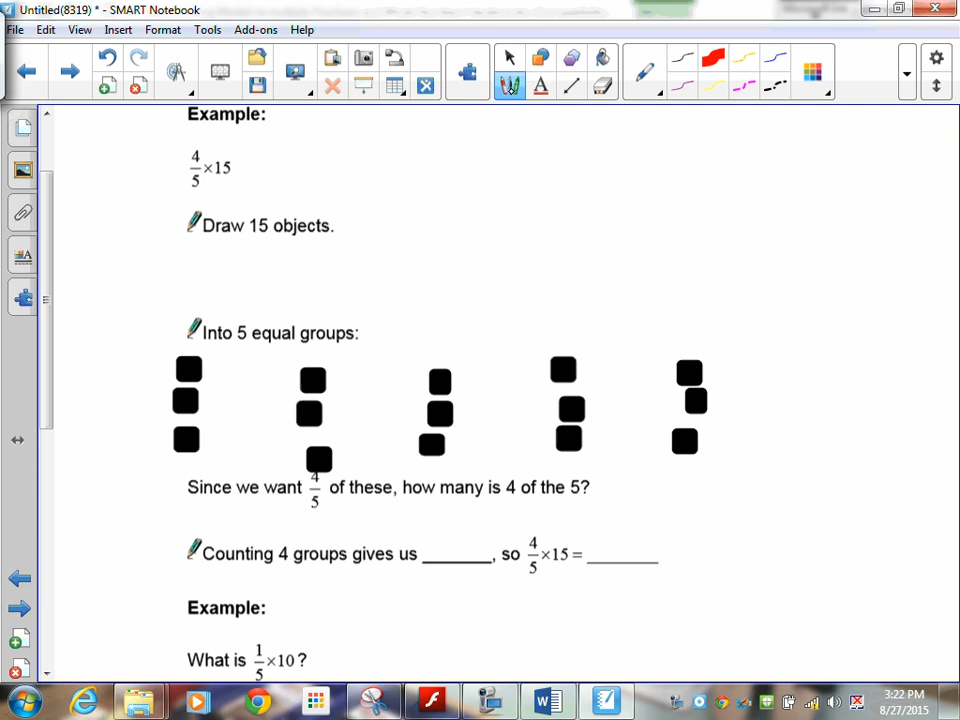 Untitled(8319) * - SMART Notebook
File Edit View Insert Format Tools Add-ons Help
Example:
4/5 ×15
Draw 15 objects.
Into 5 equal groups:
Since we want 4/5 of these, how many is 4 of the 5?
Counting 4 groups gives us _______, so 4/5 ×15 = ________
Example:
What is 1/5 ×10 ?
3:22 PM
8/27/2015